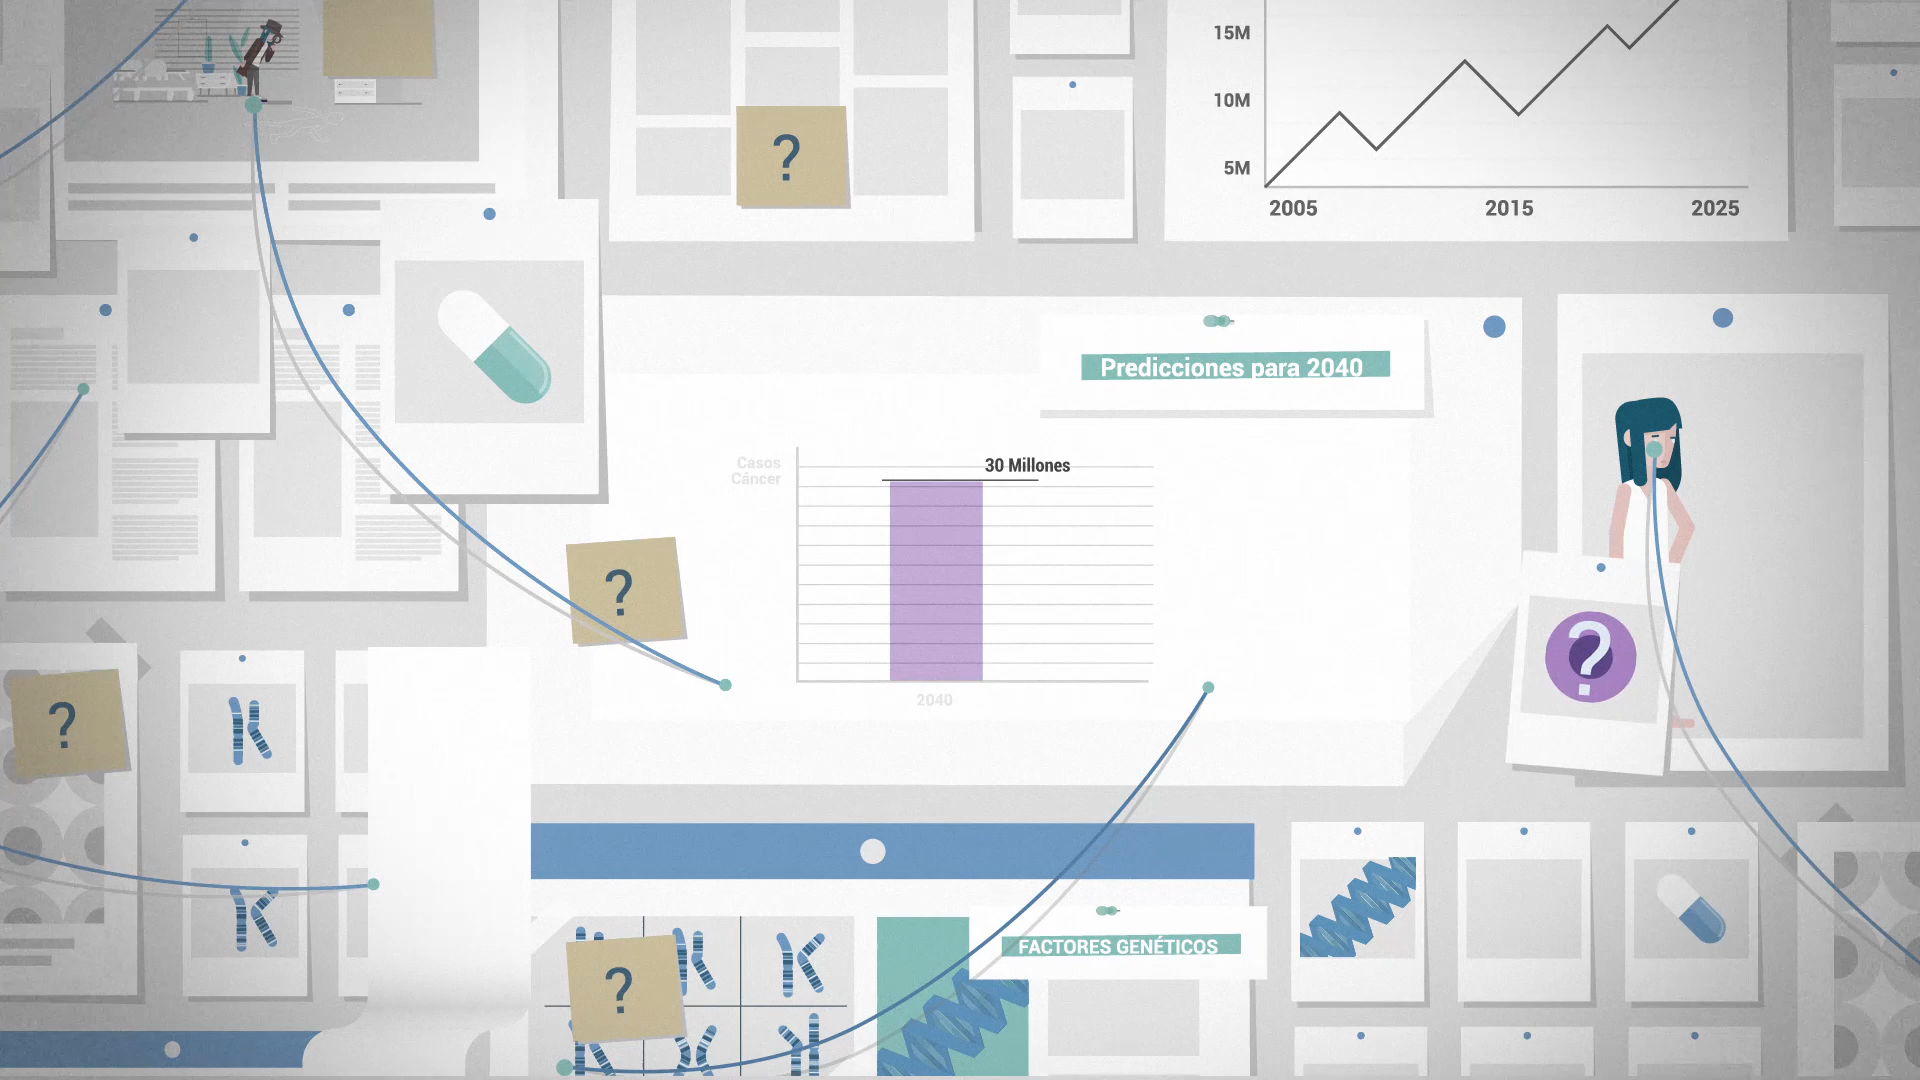 15M
10M
5M
2005 2015 2025
?
Predicciones para 2040
Casos
Cáncer
30 Millones
2040
?
?
?
FACTORES GENÉTICOS
?